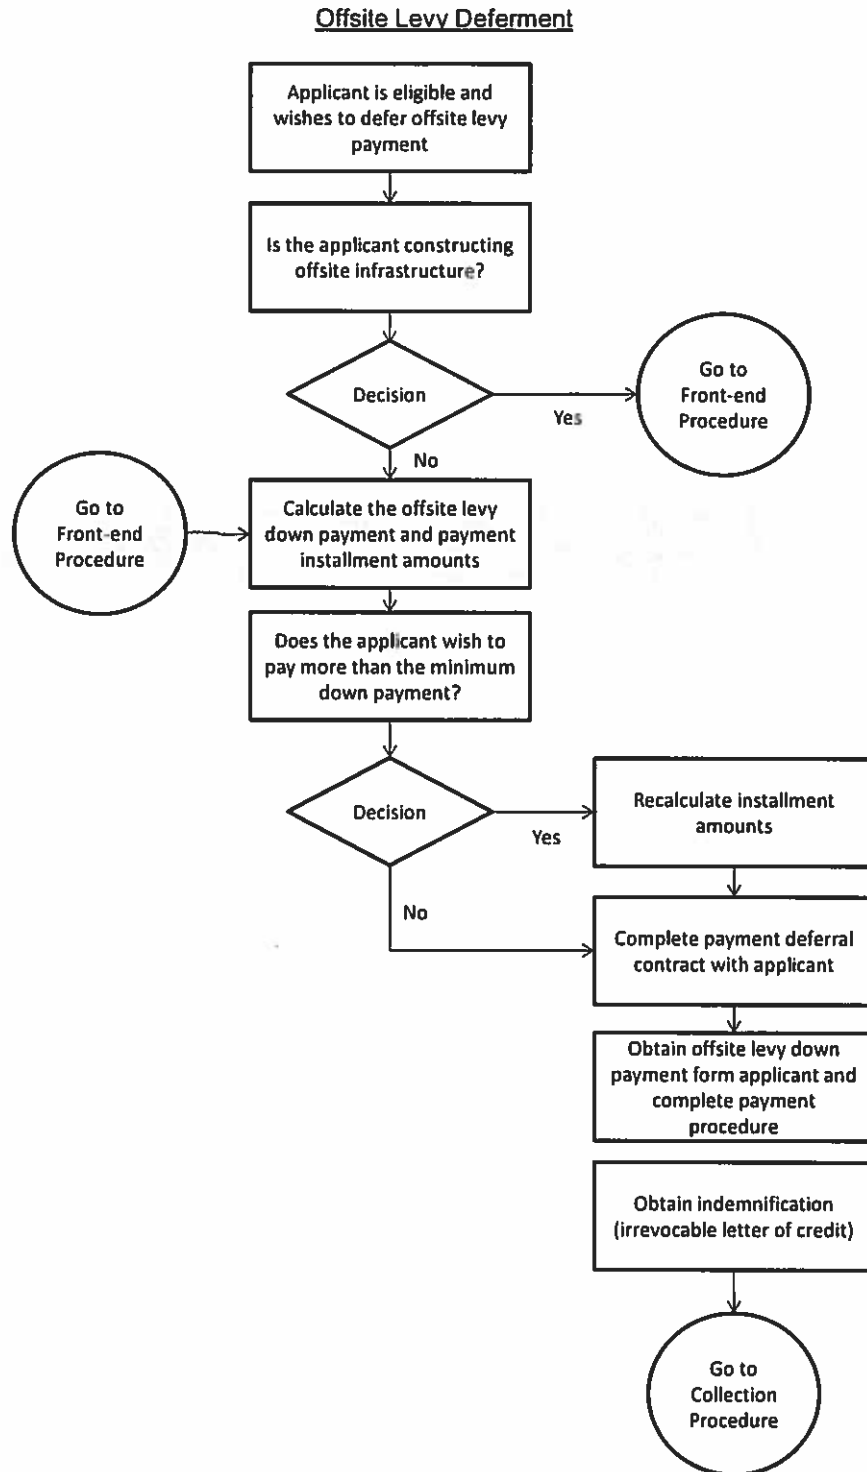 Offsite Levy Deferment
Applicant is eligible and
wishes to defer offsite levy
payment
Is the applicant constructing
offsite infrastructure?
Decision
Yes
Go to
Front-end
Procedure
No
Go to
Front-end
Procedure
Calculate the offsite levy
down payment and payment
installment amounts
Does the applicant wish to
pay more than the minimum
down payment?
Decision
Yes
Recalculate installment
amounts
No
Complete payment deferral
contract with applicant
Obtain offsite levy down
payment form applicant and
complete payment
procedure
Obtain indemnification
(irrevocable letter of credit)
Go to
Collection
Procedure